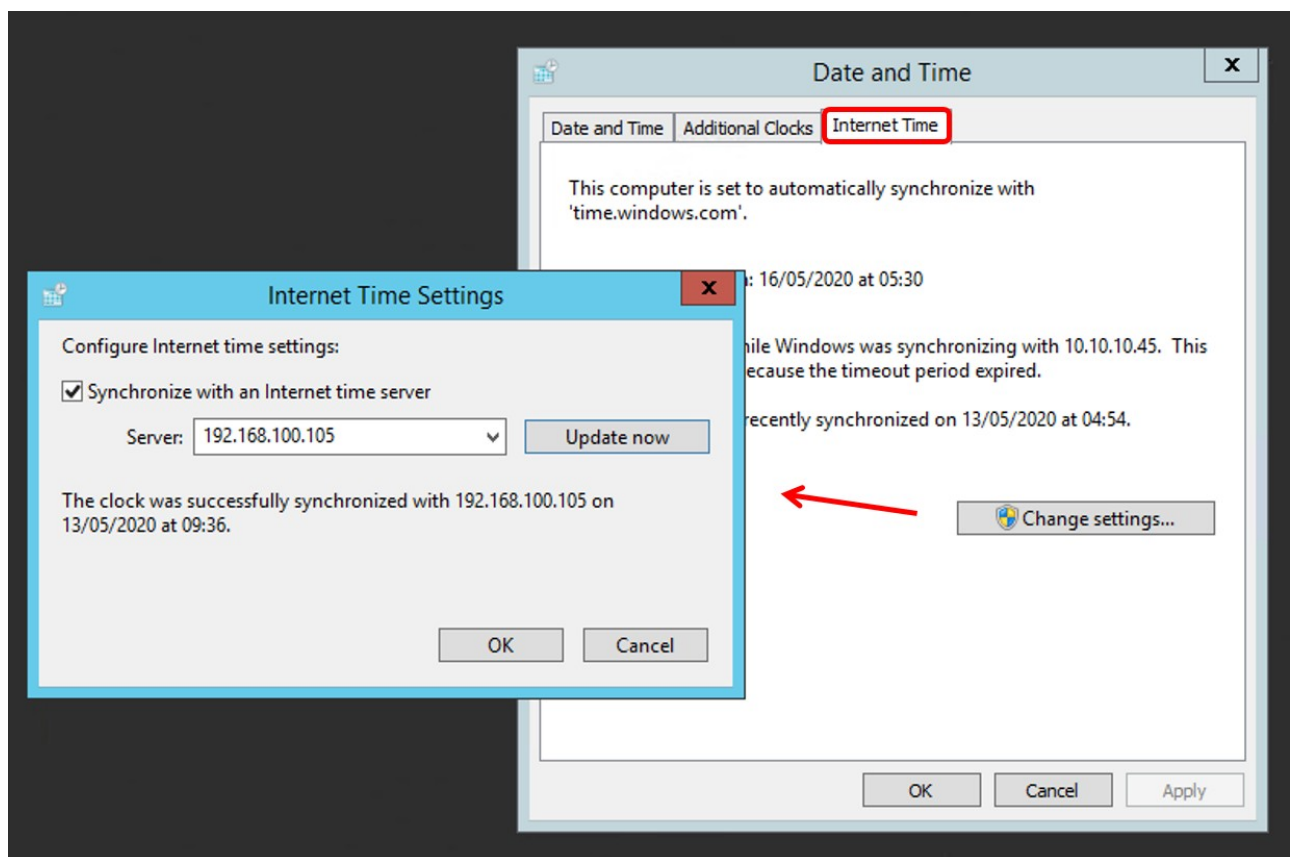 Date and Time
x
Date and Time
Additional Clocks
Internet Time
This computer is set to automatically synchronize with
'time.windows.com'.
: 16/05/2020 at 05:30
Windows was synchronizing with 10.10.10.45. This
because the timeout period expired.
recently synchronized on 13/05/2020 at 04:54.
Change settings...
OK
Cancel
Apply
Internet Time Settings
x
Configure Internet time settings:
Synchronize with an Internet time server
Server:
192.168.100.105
Update now
The clock was successfully synchronized with 192.168.100.105 on
13/05/2020 at 09:36.
OK
Cancel